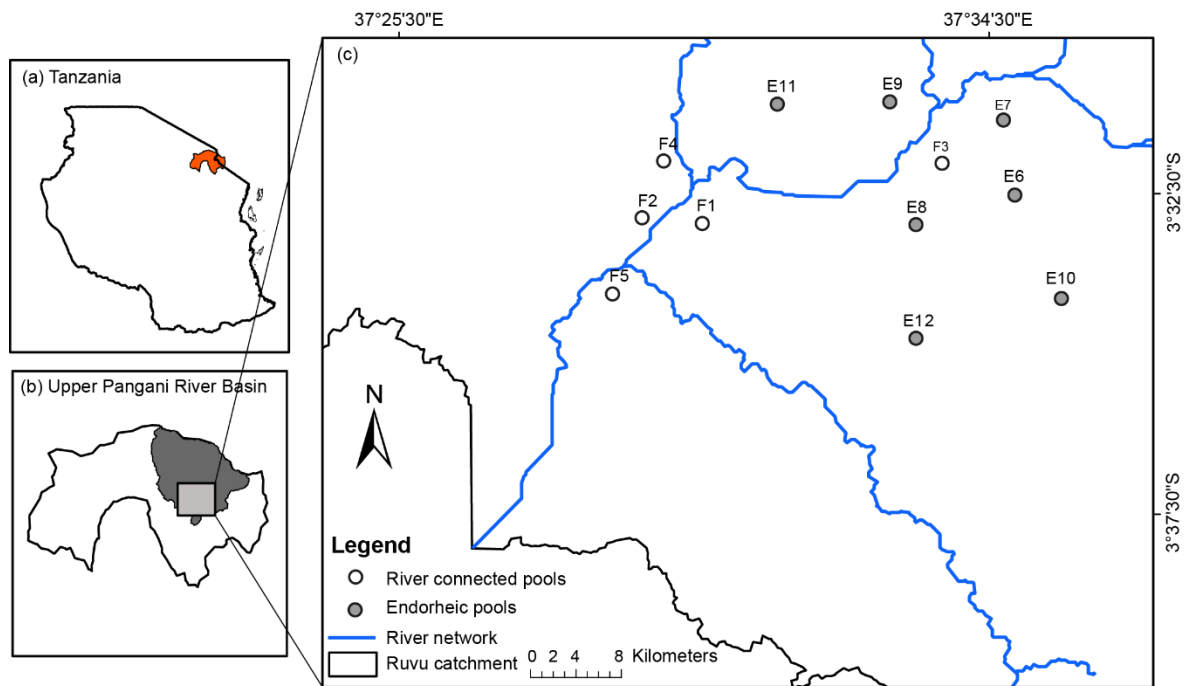 37°25'30"E
37°34'30"E
(a) Tanzania
(c)
E11
E9
E7
F4
F3
3°32'30"S
E6
F2
F1
E8
F5
E10
E12
(b) Upper Pangani River Basin
N
3°37'30"S
Legend
River connected pools
Endorheic pools
River network
Ruvu catchment
0 2 4 8 Kilometers